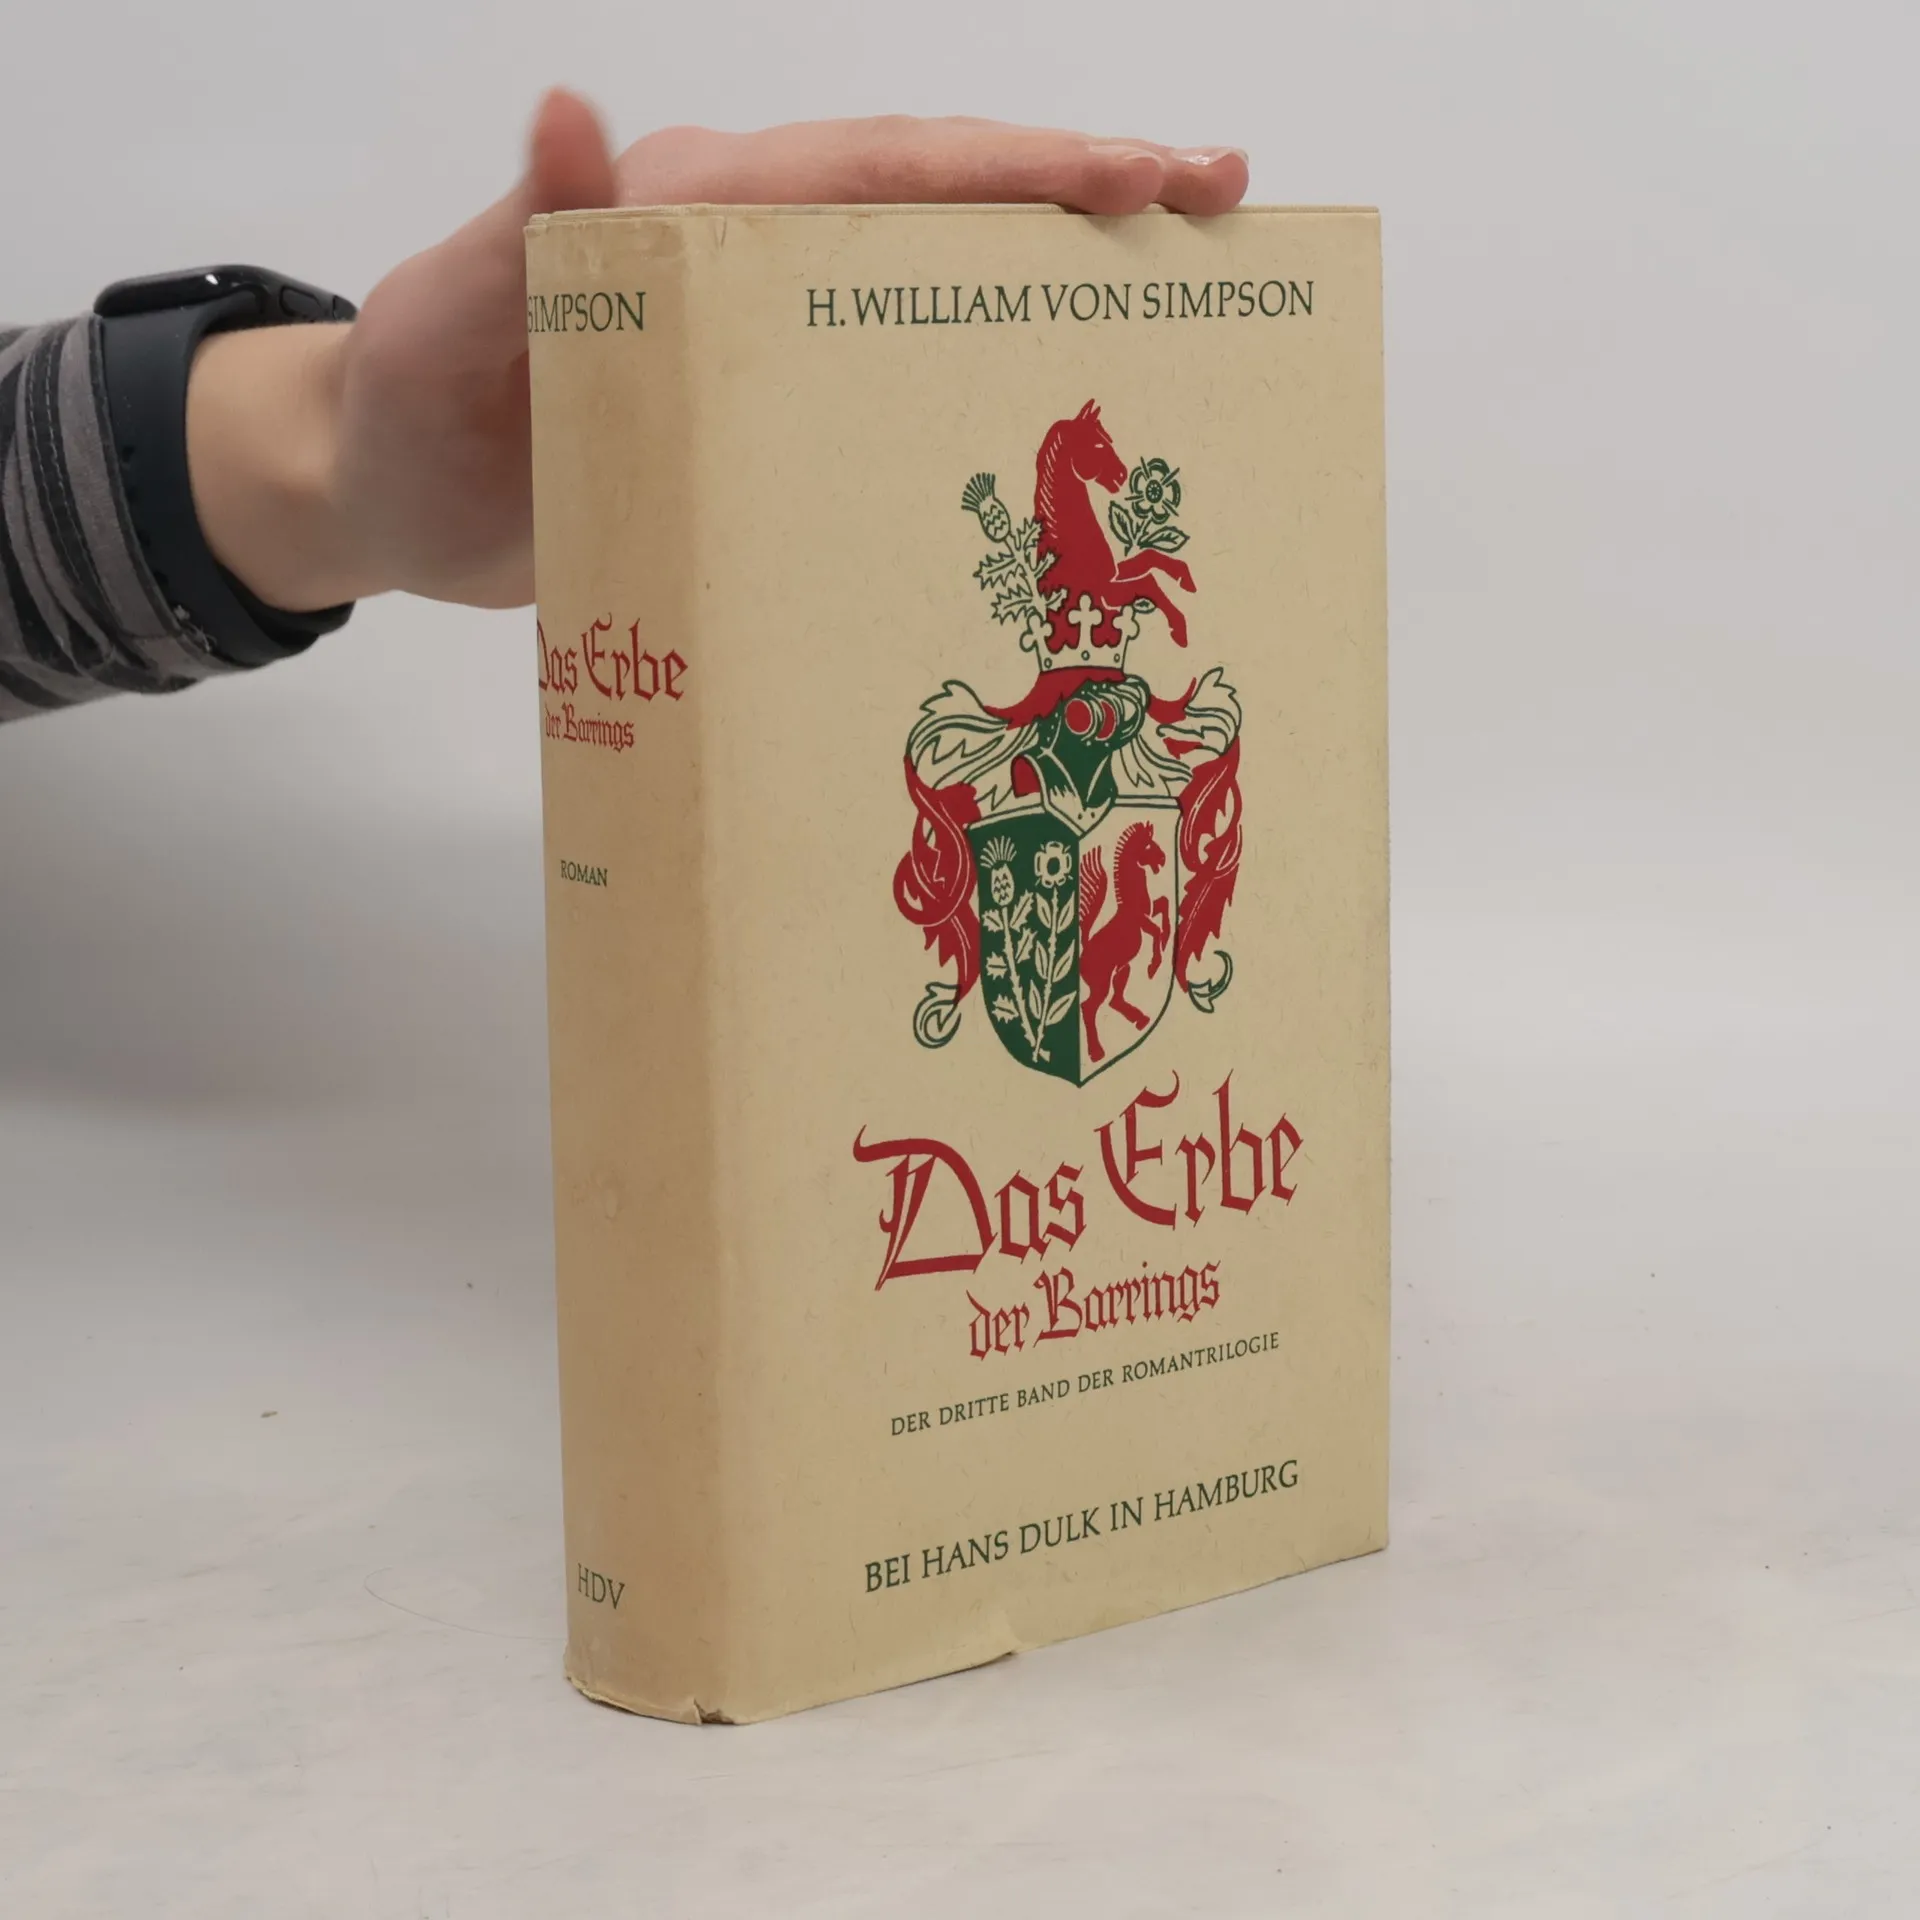 SIMPSON
Das Erbe
der Barrings
ROMAN
HDV
H. WILLIAM VON SIMPSON
Das Erbe
der Barrings
DER DRITTE BAND DER ROMANTRILOGIE
BEI HANS DULK IN HAMBURG